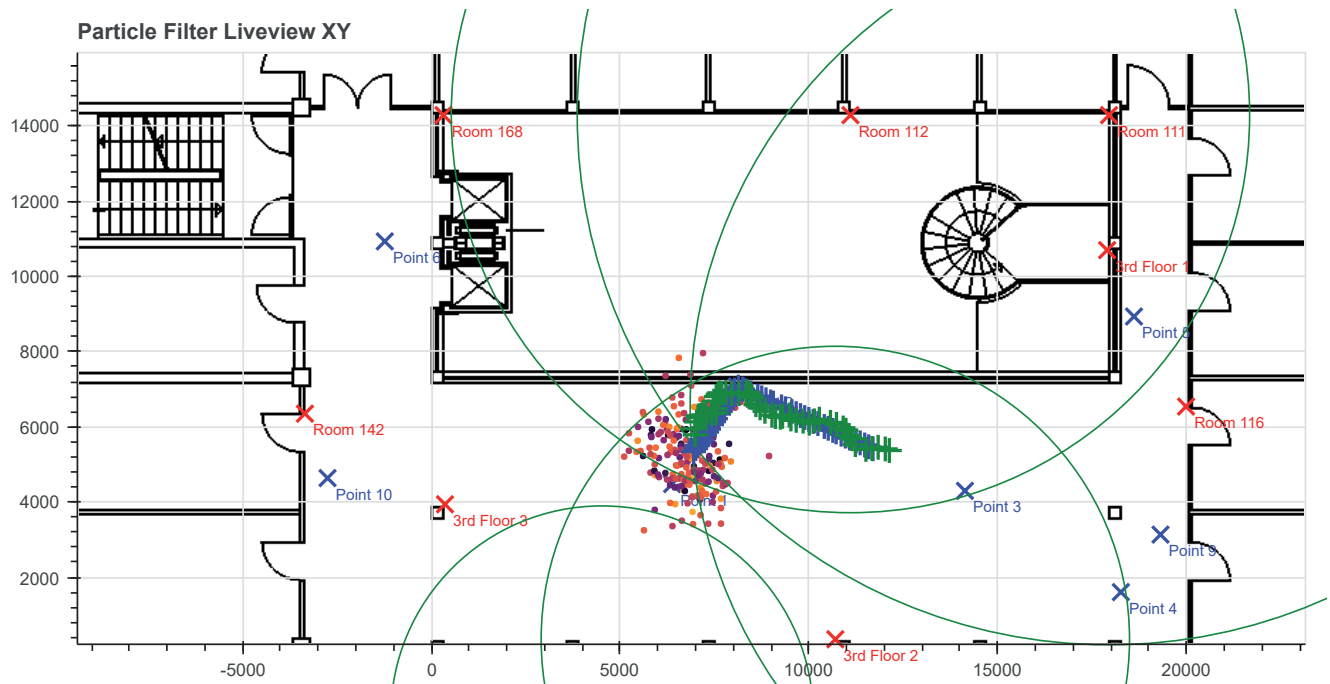 Particle Filter Liveview XY
14000
Room 168
Room 112
Room 111
12000
Point 6
3rd Floor 1
10000
Point 5
8000
6000
Room 142
Room 116
Point 10
Point 1
Point 3
4000
3rd Floor 3
Point 9
2000
Point 4
3rd Floor 2
-5000
0
5000
10000
15000
20000